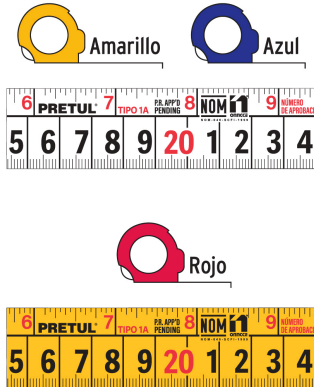 Amarillo
Azul
6 PRETUL® 7 TIPO 1A P.R. APP'D PENDING 8 NOM 9 NÚMERO DE APROBACI
5 6 7 8 9 20 1 2 3 4
Rojo
6 PRETUL® 7 TIPO 1A P.R. APP'D PENDING 8 NOM 9 NÚMERO DE APROBACI
5 6 7 8 9 20 1 2 3 4